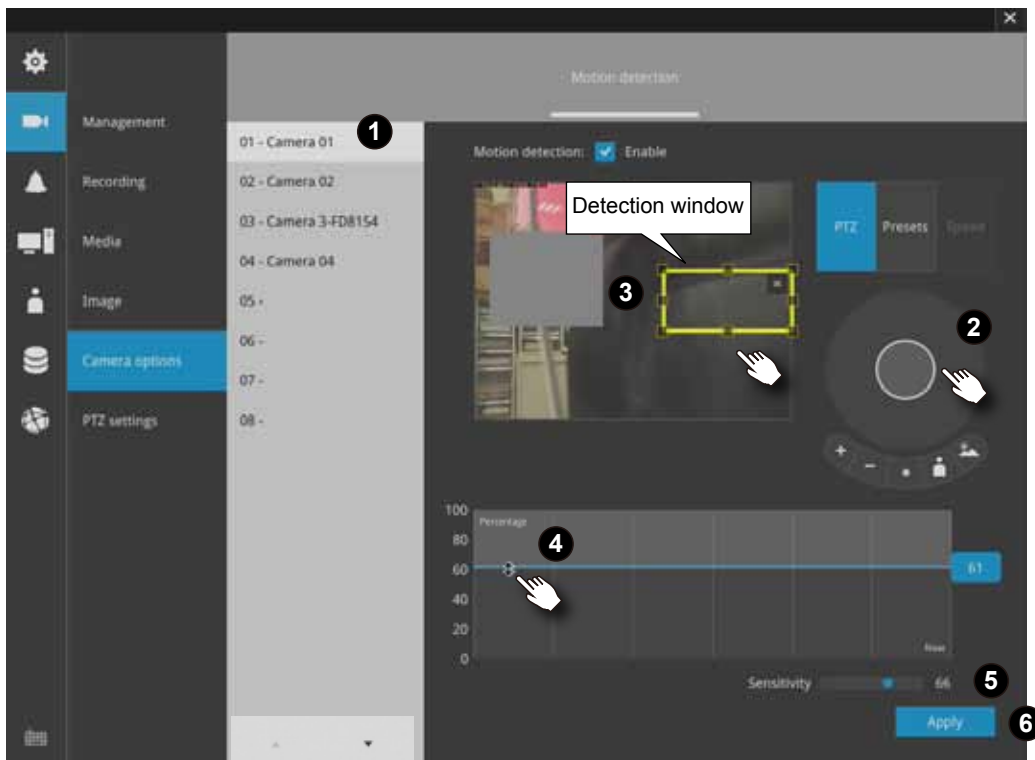 Motion detection
Management
Recording
Media
Image
Camera options
PTZ settings
01 - Camera 01
02 - Camera 02
03 - Camera 3-FD8154
04 - Camera 04
05 -
06 -
07 -
08 -
1
Motion detection: Enable
Detection window
3
PTZ Presets Speed
2
100
80
60
40
20
0
Percentage
4
61
Now
Sensitivity 66
5
Apply
6